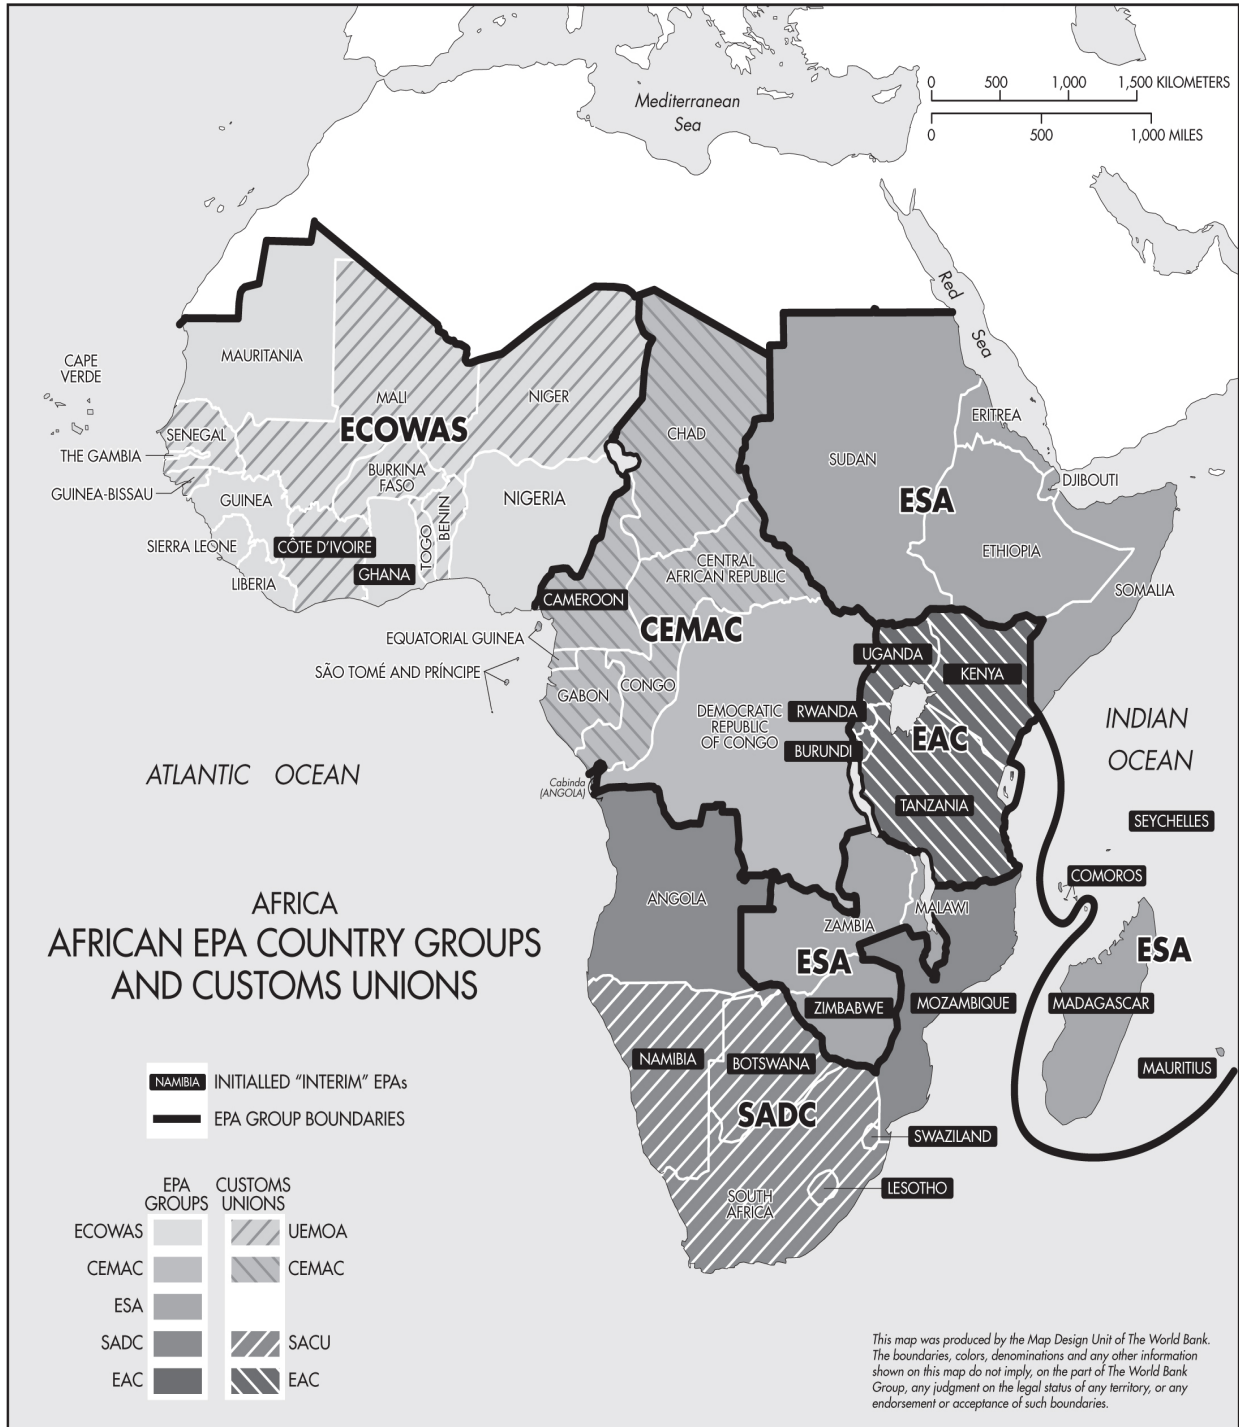 0 500 1,000 1,500 KILOMETERS
0 500 1,000 MILES
Mediterranean
Sea
Red
Sea
CAPE
VERDE
MAURITANIA
MALI
NIGER
CHAD
SUDAN
ERITREA
SENEGAL
ECOWAS
THE GAMBIA
GUINEA-BISSAU
BURKINA
FASO
GUINEA
NIGERIA
BENIN
TOGO
ESA
DJIBOUTI
ETHIOPIA
SIERRA LEONE
CÔTE D'IVOIRE
GHANA
LIBERIA
CENTRAL
AFRICAN REPUBLIC
SOMALIA
CAMEROON
CEMAC
EQUATORIAL GUINEA
SÃO TOMÉ AND PRÍNCIPE
GABON
CONGO
UGANDA
KENYA
DEMOCRATIC
REPUBLIC
OF CONGO
RWANDA
BURUNDI
EAC
TANZANIA
INDIAN
OCEAN
ATLANTIC OCEAN
Cabinda
(ANGOLA)
SEYCHELLES
COMOROS
ANGOLA
ZAMBIA
MALAWI
ESA
ESA
ZIMBABWE
MOZAMBIQUE
MADAGASCAR
MAURITIUS
NAMIBIA
BOTSWANA
SADC
SWAZILAND
LESOTHO
SOUTH
AFRICA
AFRICA
AFRICAN EPA COUNTRY GROUPS
AND CUSTOMS UNIONS
NAMIBIA INITIALLED "INTERIM" EPAs
EPA GROUP BOUNDARIES
EPA
GROUPS
CUSTOMS
UNIONS
ECOWAS UEMOA
CEMAC CEMAC
ESA
SADC SACU
EAC EAC
This map was produced by the Map Design Unit of The World Bank.
The boundaries, colors, denominations and any other information
shown on this map do not imply, on the part of The World Bank
Group, any judgment on the legal status of any territory, or any
endorsement or acceptance of such boundaries.